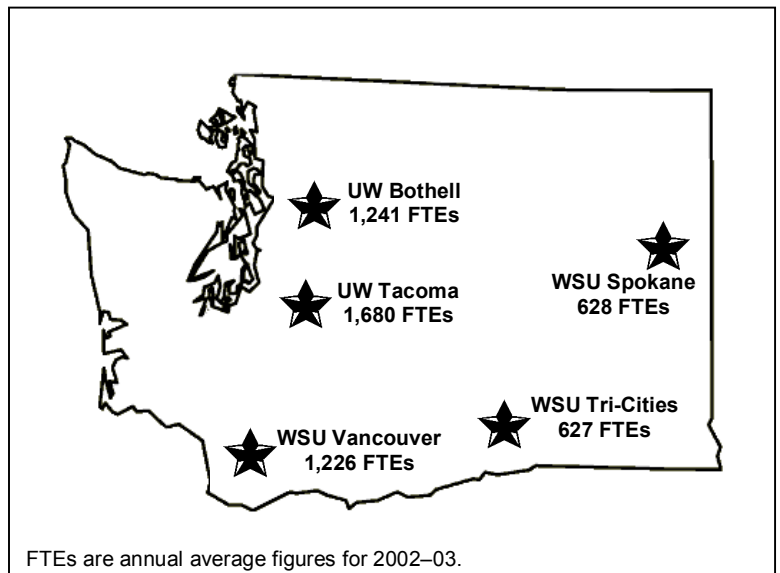 UW Bothell
1,241 FTEs
WSU Spokane
628 FTEs
UW Tacoma
1,680 FTEs
WSU Tri-Cities
627 FTEs
WSU Vancouver
1,226 FTEs
FTEs are annual average figures for 2002–03.